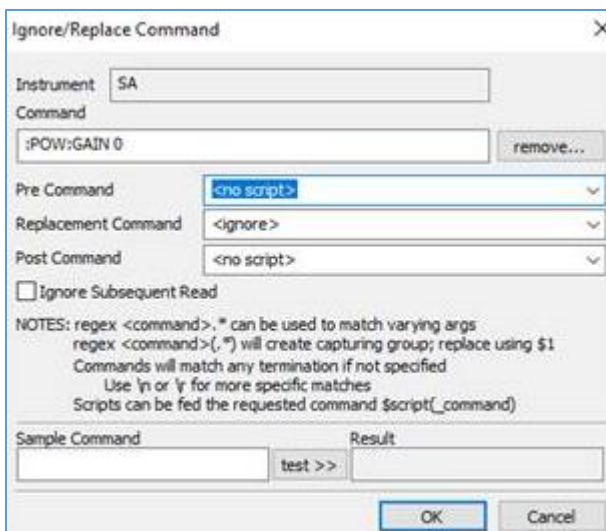 Ignore/Replace Command
Instrument SA
Command
:POW:GAIN 0 remove...
Pre Command <no script>
Replacement Command <ignore>
Post Command <no script>
Ignore Subsequent Read
NOTES: regex <command>.* can be used to match varying args
regex <command>(.*) will create capturing group; replace using $1
Commands will match any termination if not specified
Use \n or \r for more specific matches
Scripts can be fed the requested command $script(_command)
Sample Command Result
test >>
OK Cancel